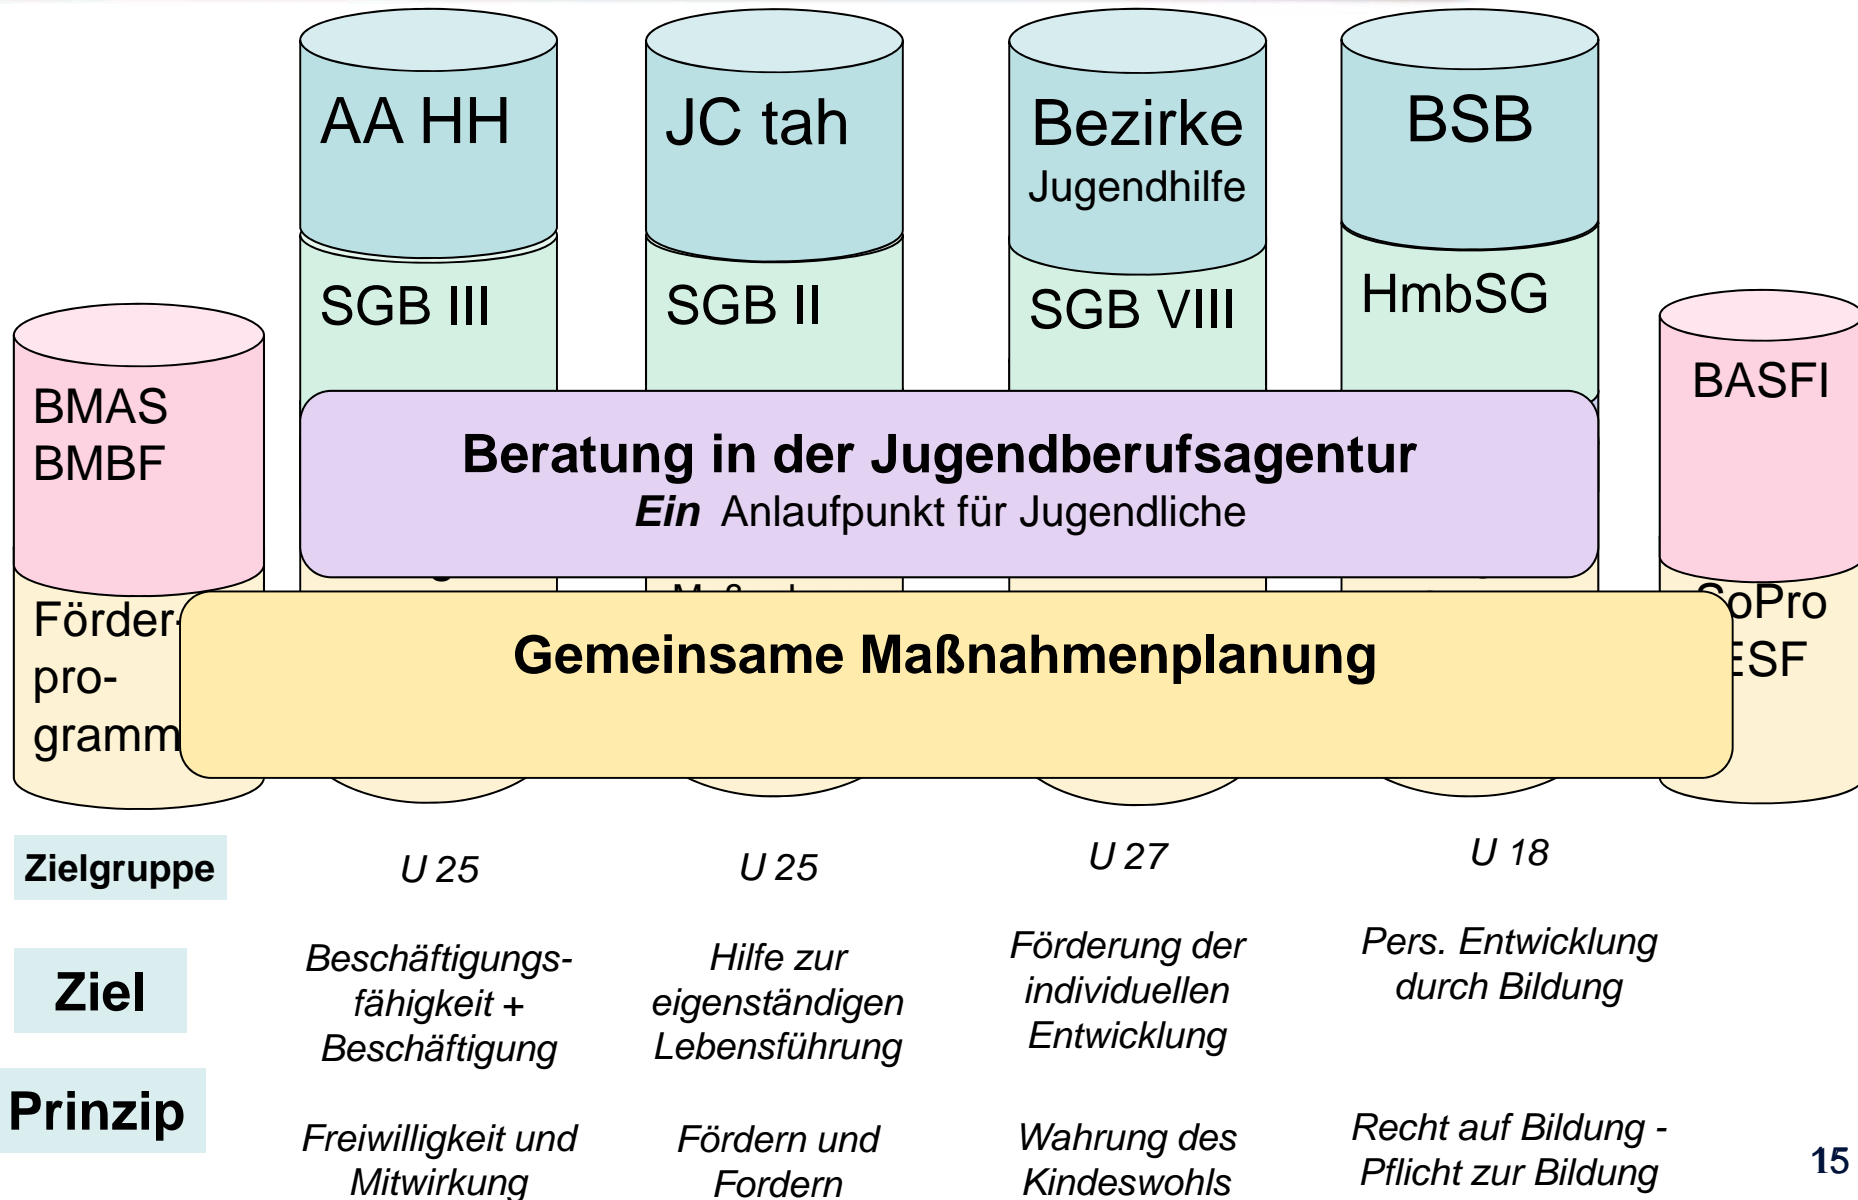 AA HH
JC tah
Bezirke
Jugendhilfe
BSB
SGB III
SGB II
SGB VIII
HmbSG
BMAS
BMBF
BASFI
Beratung in der Jugendberufsagentur
Ein Anlaufpunkt für Jugendliche
Förder-
pro-
gramm
SoPro
ESF
Gemeinsame Maßnahmenplanung
Zielgruppe
U 25
U 25
U 27
U 18
Ziel
Beschäftigungs-
fähigkeit +
Beschäftigung
Hilfe zur
eigenständigen
Lebensführung
Förderung der
individuellen
Entwicklung
Pers. Entwicklung
durch Bildung
Prinzip
Freiwilligkeit und
Mitwirkung
Fördern und
Fordern
Wahrung des
Kindeswohls
Recht auf Bildung -
Pflicht zur Bildung
15